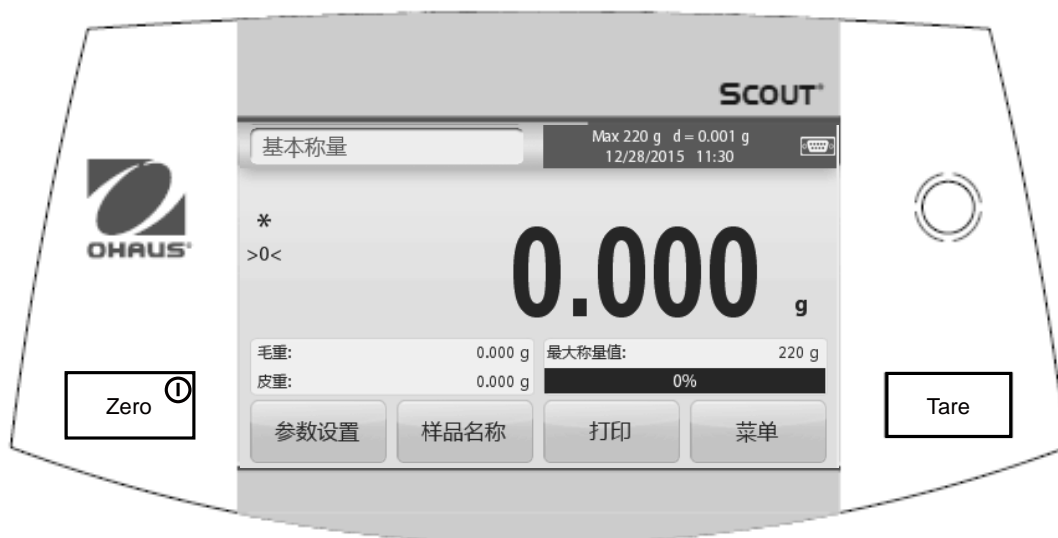 SCOUT
基本称量
Max 220 g d = 0.001 g
12/28/2015 11:30
*
>0<
0.000 g
OHAUS
毛重: 0.000 g
最大称量值: 220 g
皮重: 0.000 g
0%
Zero
参数设置
样品名称
打印
菜单
Tare